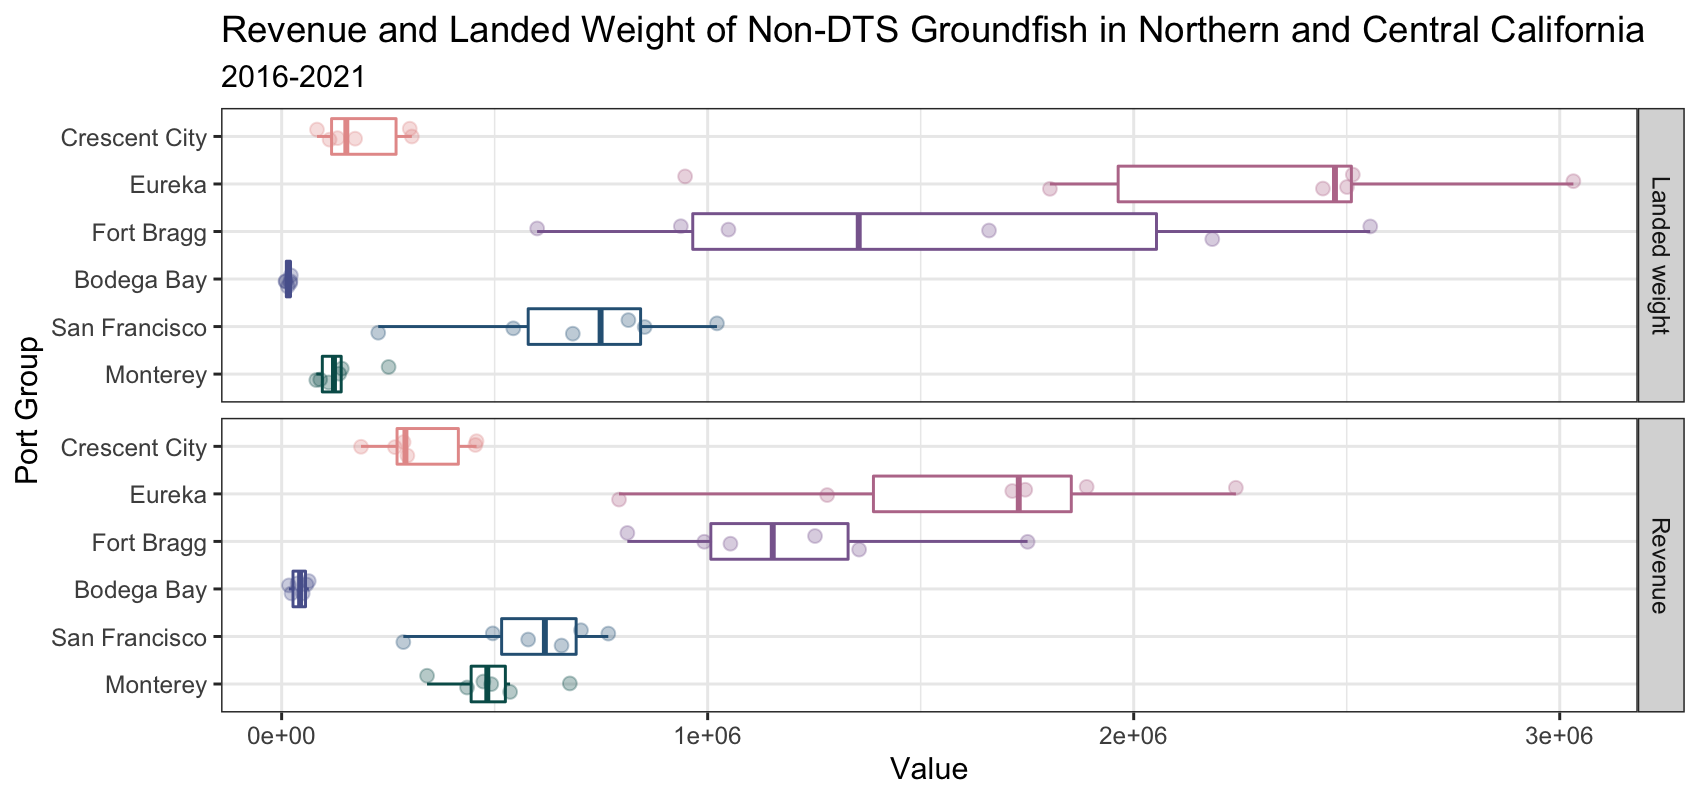 Revenue and Landed Weight of Non-DTS Groundfish in Northern and Central California
2016-2021
Port Group
Crescent City
Eureka
Fort Bragg
Bodega Bay
San Francisco
Monterey
Landed weight
Crescent City
Eureka
Fort Bragg
Bodega Bay
San Francisco
Monterey
Revenue
0e+00 1e+06 2e+06 3e+06
Value